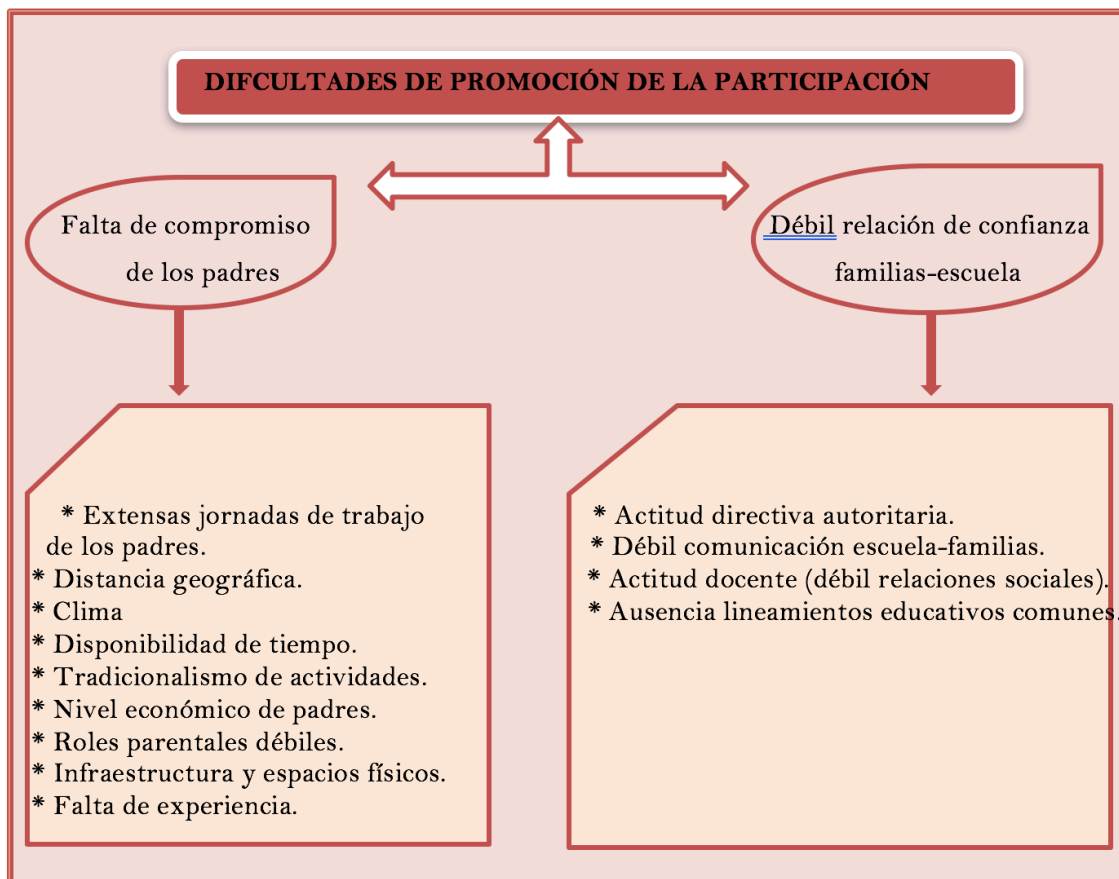 DIFCULTADES DE PROMOCIÓN DE LA PARTICIPACIÓN
Falta de compromiso
de los padres
Débil relación de confianza
familias-escuela
* Extensas jornadas de trabajo
de los padres.
* Distancia geográfica.
* Clima
* Disponibilidad de tiempo.
* Tradicionalismo de actividades.
* Nivel económico de padres.
* Roles parentales débiles.
* Infraestructura y espacios físicos.
* Falta de experiencia.
* Actitud directiva autoritaria.
* Débil comunicación escuela-familias.
* Actitud docente (débil relaciones sociales).
* Ausencia lineamientos educativos comunes.